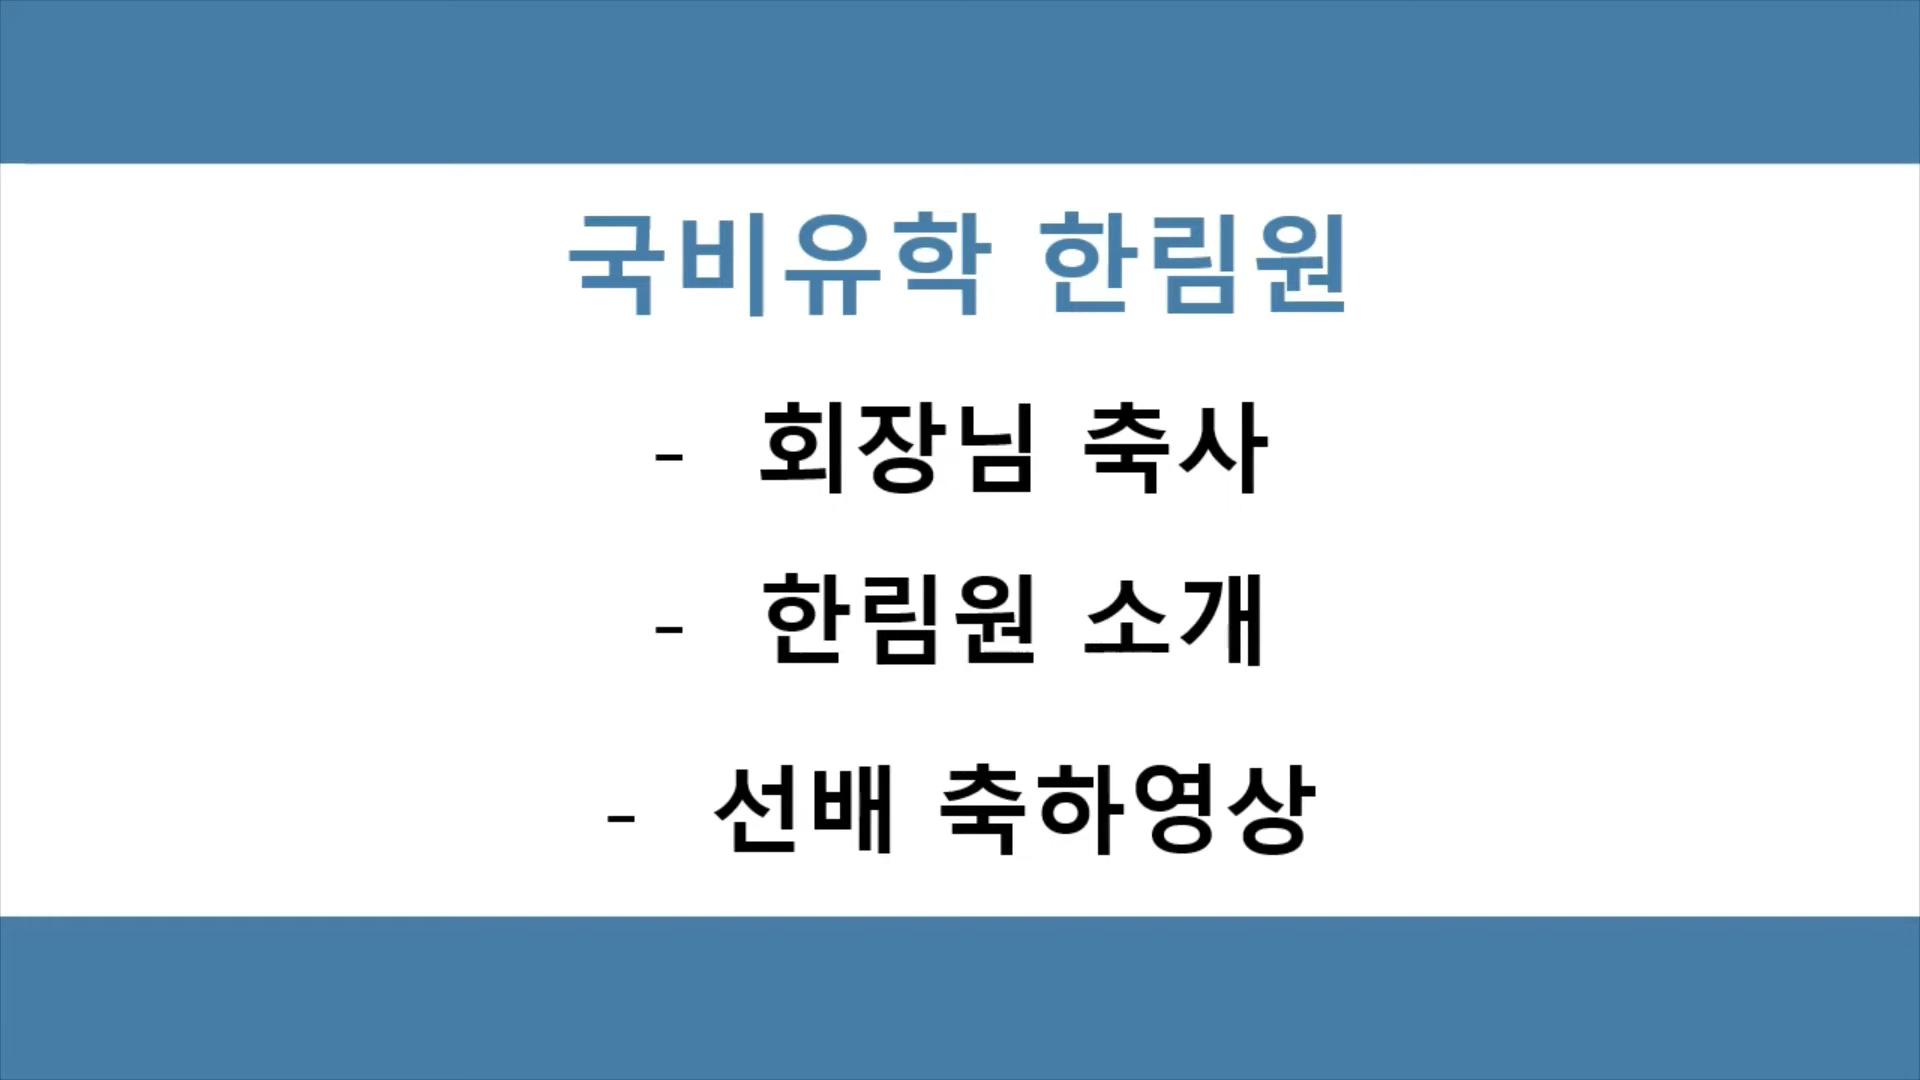 국비유학 한림원
- 회장님 축사
- 한림원 소개
- 선배 축하영상